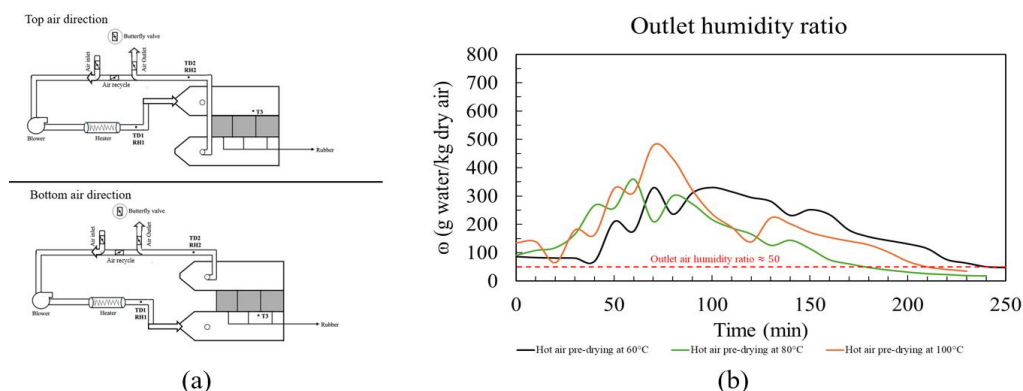 Top air direction
Butterfly valve
Air inlet
Air Outlet
TD2
RH2
Air recycle
T3
Blower
Heater
TD1
RH1
Rubber
Bottom air direction
Butterfly valve
Air inlet
Air Outlet
TD2
RH2
Air recycle
TD1
RH1
T3
Blower
Heater
Rubber
(a)
Outlet humidity ratio
ω (g water/kg dry air)
800
700
600
500
400
300
200
100
0
Outlet air humidity ratio ≈ 50
0 50 100 150 200 250
Time (min)
Hot air pre-drying at 60°C Hot air pre-drying at 80°C Hot air pre-drying at 100°C
(b)